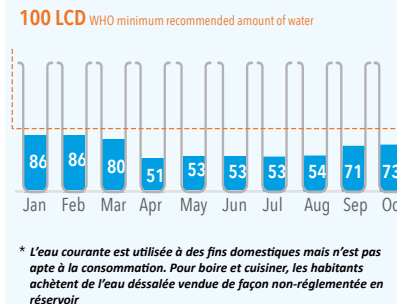 100 LCD WHO minimum recommended amount of water
86 86 80 51 53 53 53 54 71 73
Jan Feb Mar Apr May Jun Jul Aug Sep Oc
* L'eau courante est utilisée à des fins domestiques mais n'est pas
apte à la consommation. Pour boire et cuisiner, les habitants
achètent de l'eau déssalée vendue de façon non-réglementée en
réservoir